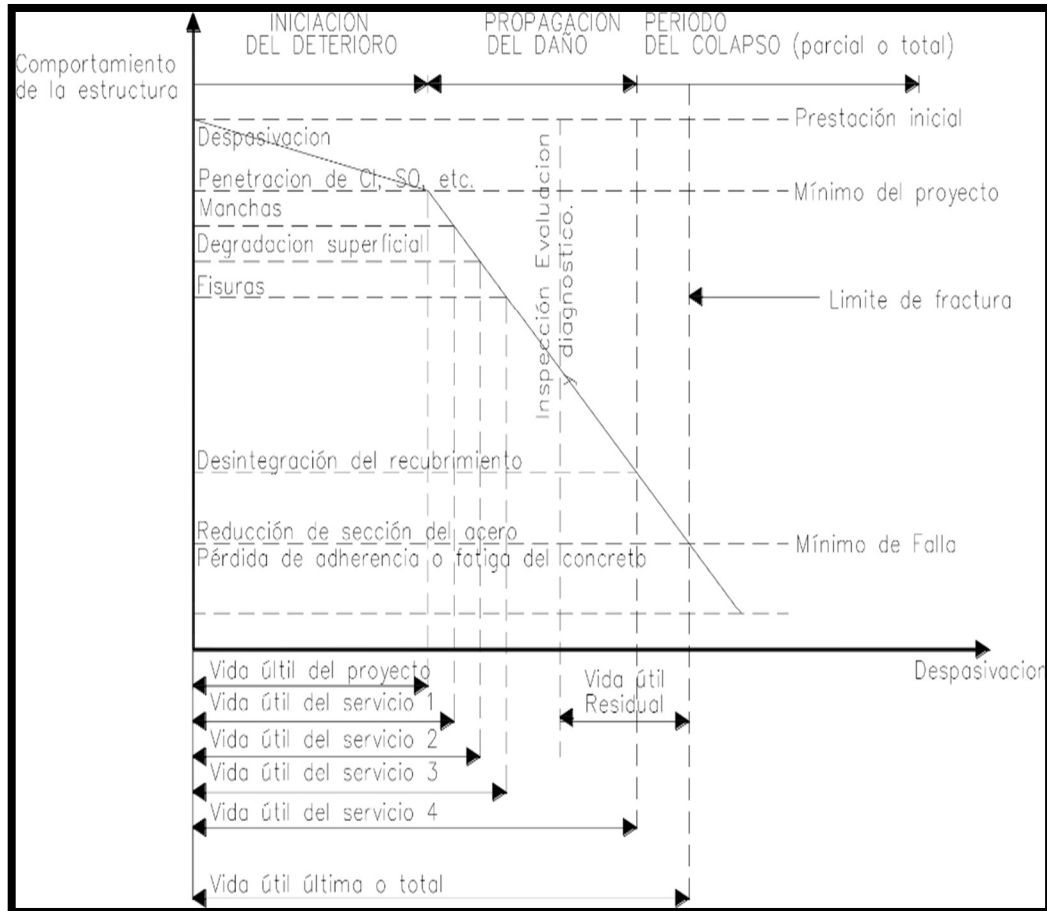 INICIACION
DEL DETERIORO
PROPAGACION
DEL DAÑO
PERIODO
DEL COLAPSO (parcial o total)
Comportamiento
de la estructura
Prestación inicial
Despasivacion
Penetracion de Cl, SO, etc.
Mínimo del proyecto
Manchas
Degradacion superficial
Fisuras
Inspección Evaluacion
y diagnostico.
Limite de fractura
Desintegración del recubrimiento
Reducción de sección del acero
Mínimo de Falla
Pérdida de adherencia o fatiga del concreto
Despasivacion
Vida últil del proyecto
Vida útil del servicio 1
Vida útil
Residual
Vida útil del servicio 2
Vida útil del servicio 3
Vida útil del servicio 4
Vida útil última o total